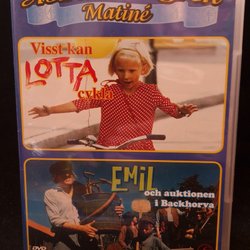 Matiné
Visst kan
LOTTA
cykla
EMIL
och auktionen
i Backhorva
DVD